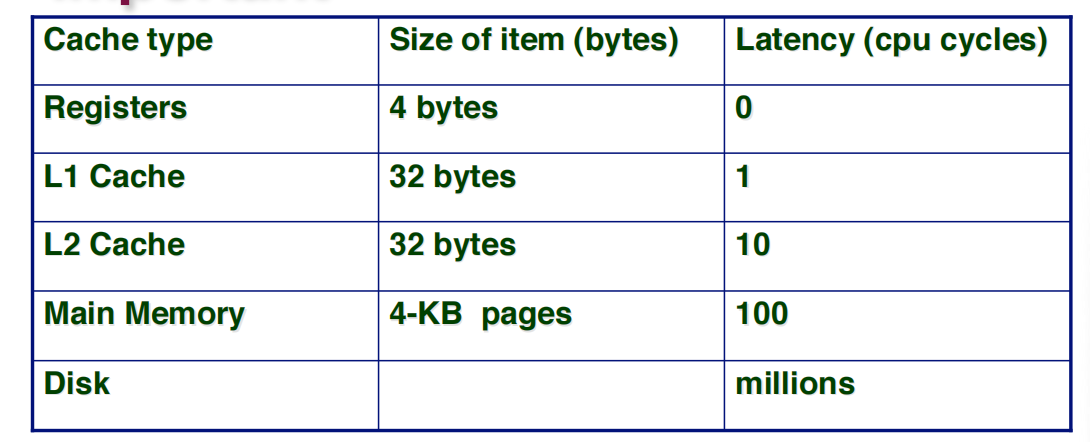 Cache type Size of item (bytes) Latency (cpu cycles)
Registers 4 bytes 0
L1 Cache 32 bytes 1
L2 Cache 32 bytes 10
Main Memory 4-KB pages 100
Disk millions